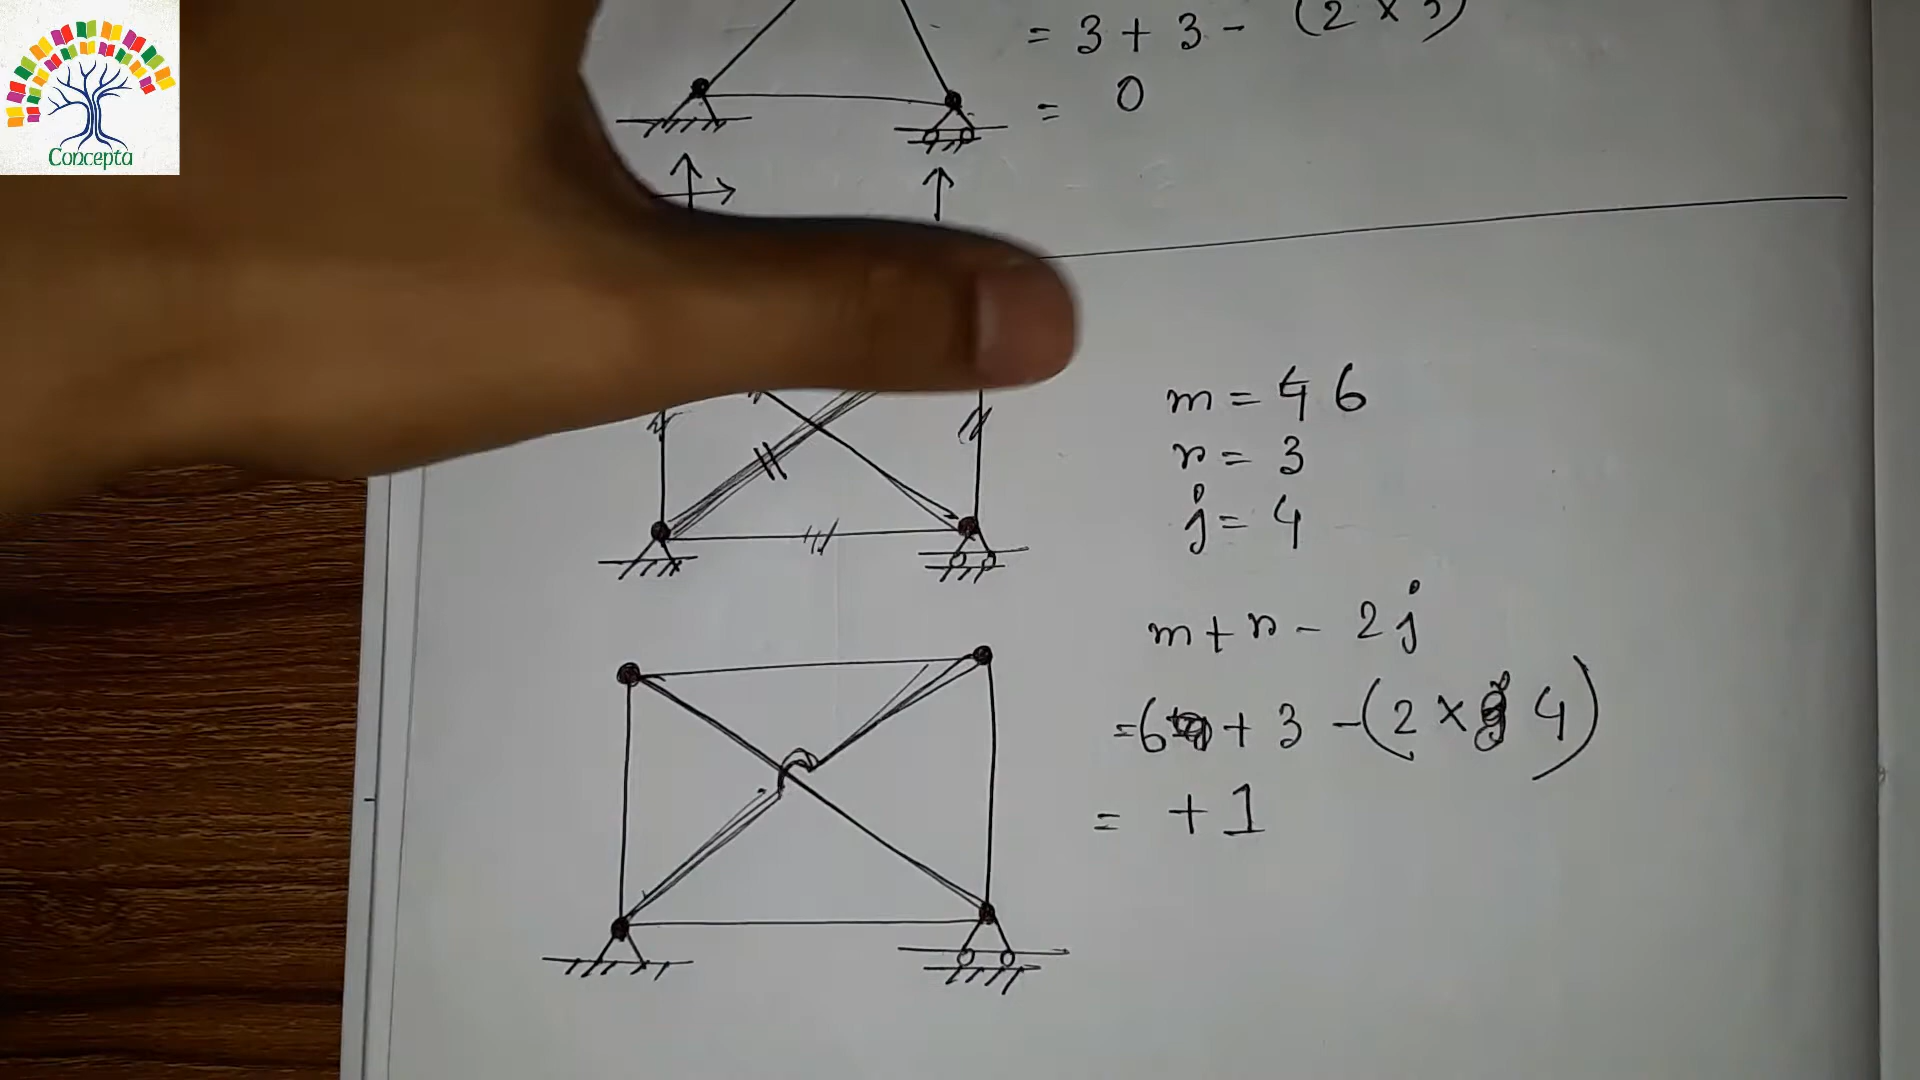 Concepta
= 3 + 3 - (2 × 3)
= 0
m = 4 6
r = 3
j = 4
m + r - 2j
= 6 + 3 - (2 × 4)
= + 1